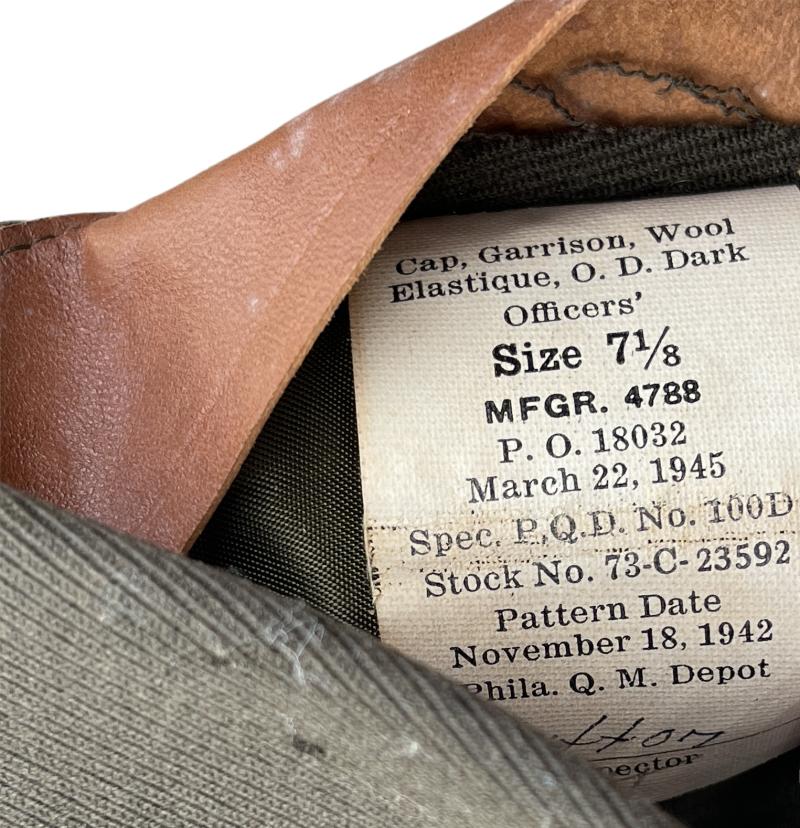 Cap, Garrison, Wool
Elastique, O. D. Dark
Officers'
Size 7⅛
MFGR. 4788
P. O. 18032
March 22, 1945
Spec. P.Q.D. No. 100D
Stock No. 73-C-23592
Pattern Date
November 18, 1942
Phila. Q. M. Depot